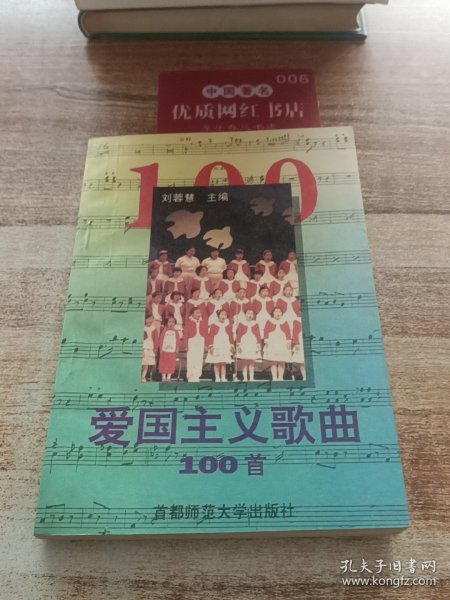 006
中国著名
优质网红书店
100
刘蓉慧 主编
爱国主义歌曲
100首
首都师范大学出版社
孔夫子旧书网
www.kongfz.com